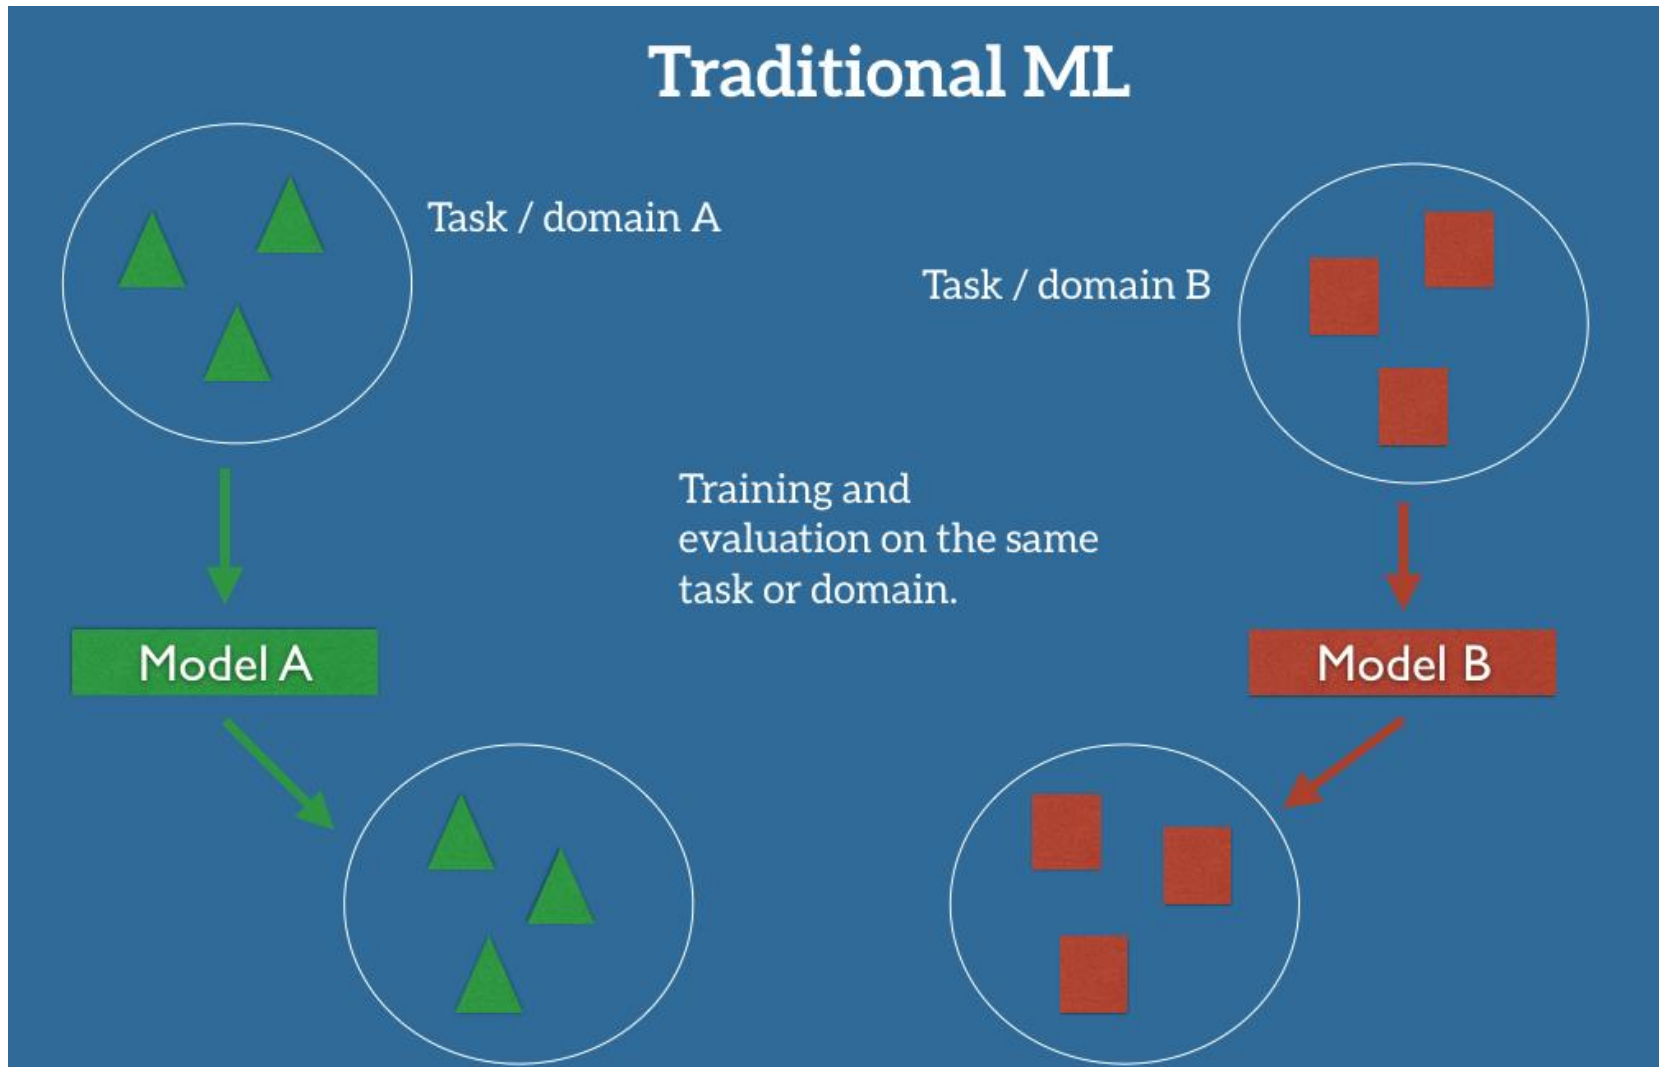 Traditional ML
Task / domain A
Task / domain B
Training and
evaluation on the same
task or domain.
Model A
Model B